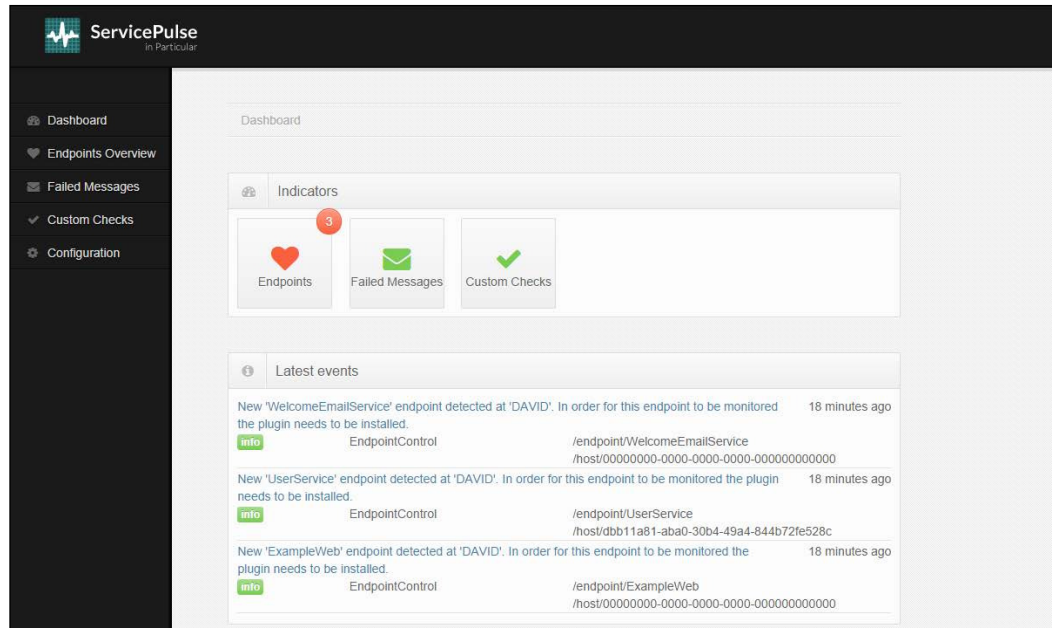 ServicePulse
in Particular
Dashboard
Endpoints Overview
Failed Messages
Custom Checks
Configuration
Dashboard
Indicators
3
Endpoints
Failed Messages
Custom Checks
Latest events
New 'WelcomeEmailService' endpoint detected at 'DAVID'. In order for this endpoint to be monitored 18 minutes ago
the plugin needs to be installed.
info EndpointControl /endpoint/WelcomeEmailService
/host/00000000-0000-0000-0000-000000000000
New 'UserService' endpoint detected at 'DAVID'. In order for this endpoint to be monitored the plugin 18 minutes ago
needs to be installed.
info EndpointControl /endpoint/UserService
/host/dbb11a81-aba0-30b4-49a4-844b72fe528c
New 'ExampleWeb' endpoint detected at 'DAVID'. In order for this endpoint to be monitored the 18 minutes ago
plugin needs to be installed.
info EndpointControl /endpoint/ExampleWeb
/host/00000000-0000-0000-0000-000000000000